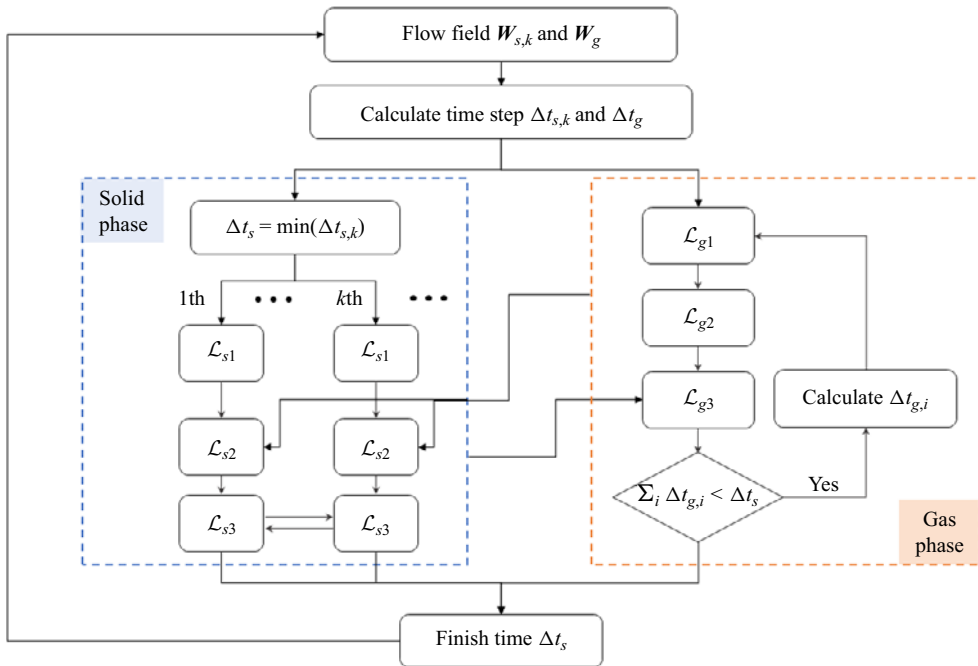 Flow field W_{s,k} and W_g
Calculate time step Δt_{s,k} and Δt_g
Solid
phase
Δt_s = min(Δt_{s,k})
1th
• • •
kth
• • •
ℒ_{s1}
ℒ_{s1}
ℒ_{s2}
ℒ_{s2}
ℒ_{s3}
ℒ_{s3}
ℒ_{g1}
ℒ_{g2}
ℒ_{g3}
Calculate Δt_{g,i}
Σ_i Δt_{g,i} < Δt_s
Yes
Gas
phase
Finish time Δt_s